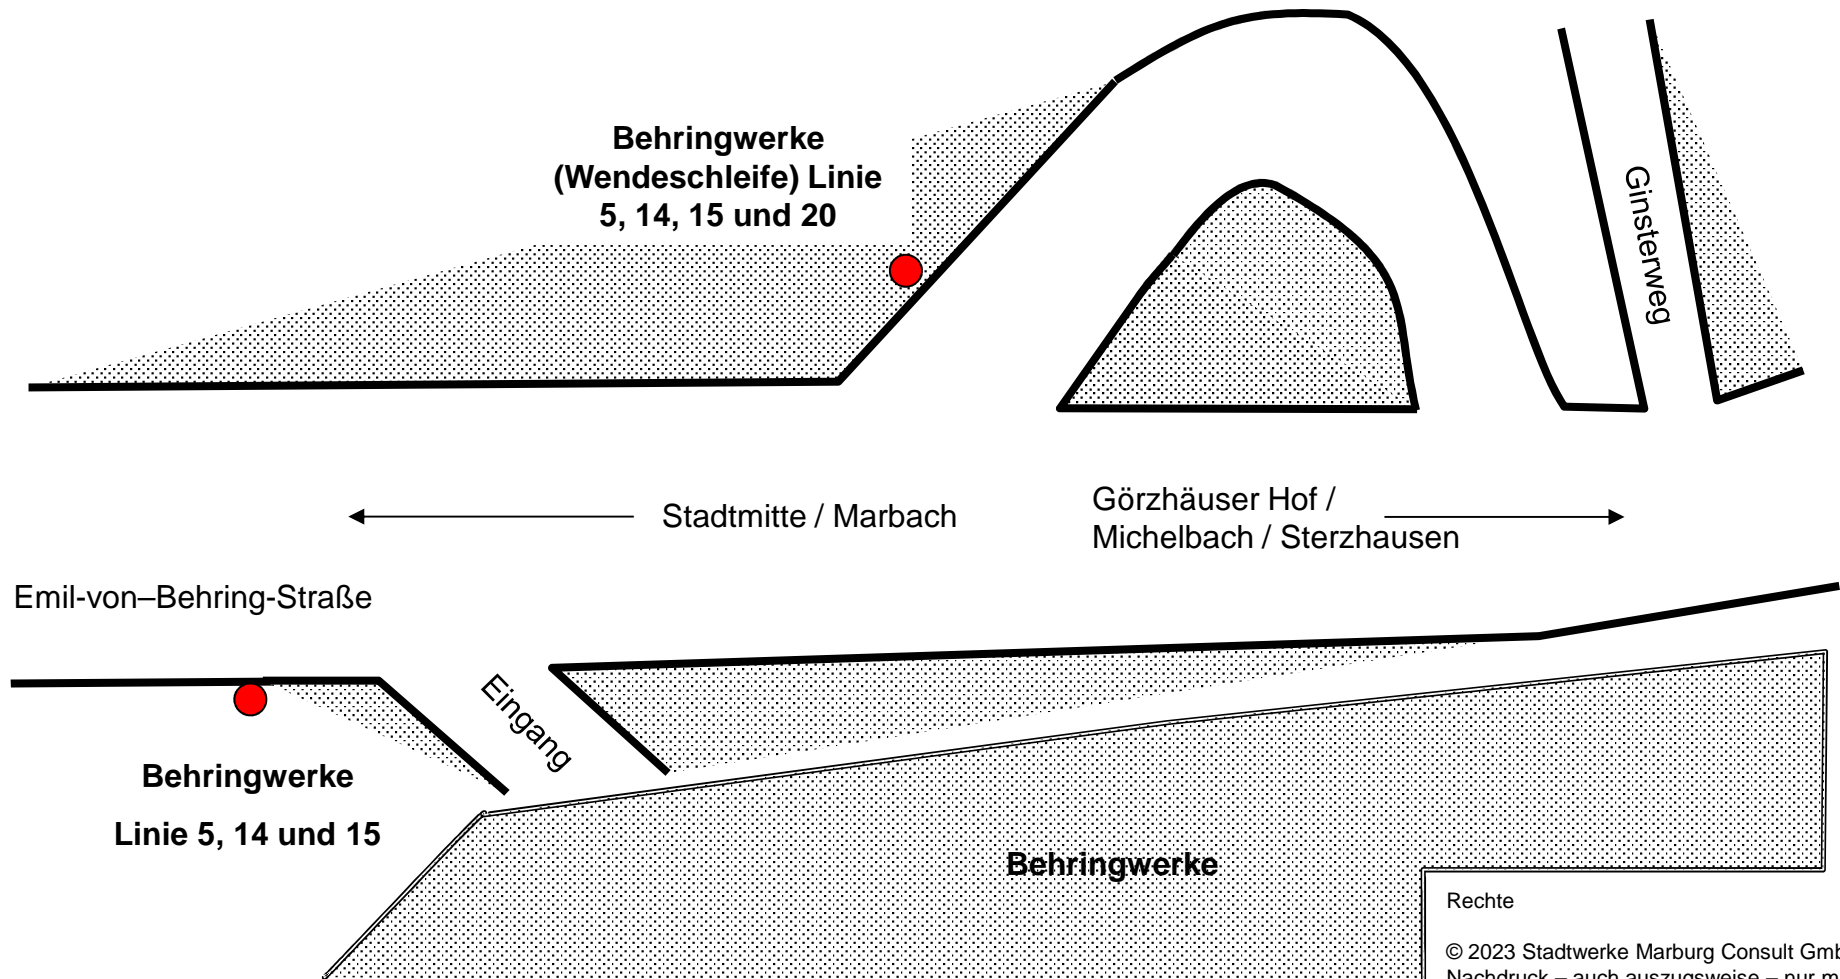 Behringwerke
(Wendeschleife) Linie
5, 14, 15 und 20
Ginsterweg
Stadtmitte / Marbach
Görzhäuser Hof /
Michelbach / Sterzhausen
Emil-von–Behring-Straße
Eingang
Behringwerke
Linie 5, 14 und 15
Behringwerke
Rechte
© 2023 Stadtwerke Marburg Consult
Nachdruck – auch auszugsweise – nur